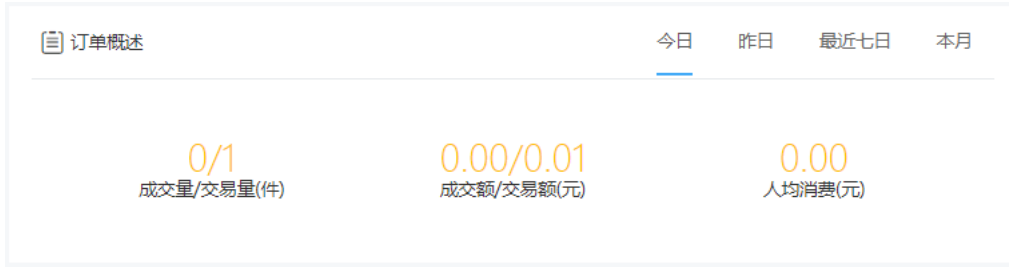 订单概述 今日 昨日 最近七日 本月
0/1 0.00/0.01 0.00
成交量/交易量(件) 成交额/交易额(元) 人均消费(元)